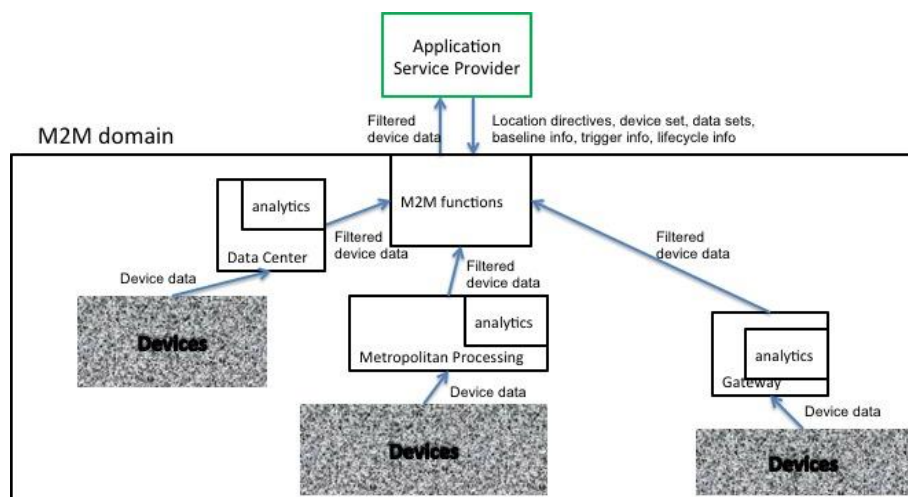 Application
Service Provider
Filtered
device data
Location directives, device set, data sets,
baseline info, trigger info, lifecycle info
M2M domain
analytics
Data Center
M2M functions
Filtered
device data
Filtered
device data
Filtered
device data
Device data
Devices
analytics
Metropolitan Processing
analytics
Gateway
Device data
Device data
Devices
Devices